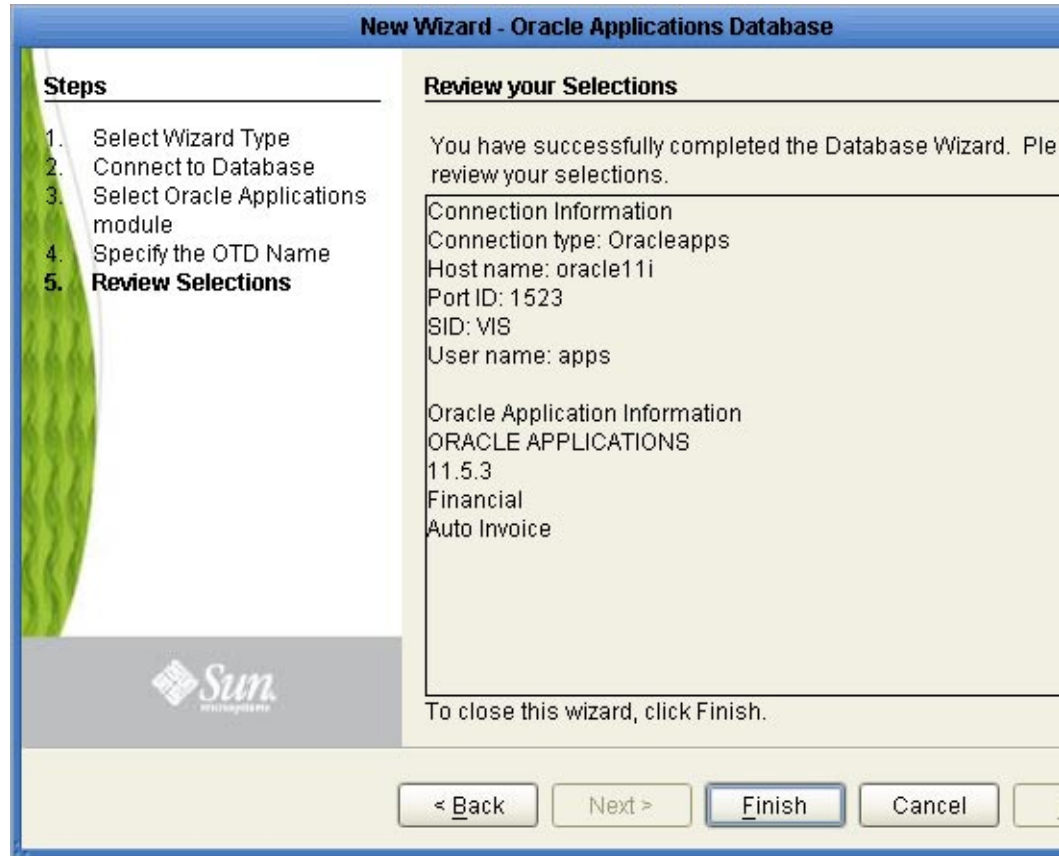 New Wizard - Oracle Applications Database
Steps
1. Select Wizard Type
2. Connect to Database
3. Select Oracle Applications
module
4. Specify the OTD Name
5. Review Selections
Sun
microsystems
Review your Selections
You have successfully completed the Database Wizard. Ple
review your selections.
Connection Information
Connection type: Oracleapps
Host name: oracle11i
Port ID: 1523
SID: VIS
User name: apps
Oracle Application Information
ORACLE APPLICATIONS
11.5.3
Financial
Auto Invoice
To close this wizard, click Finish.
< Back
Next >
Finish
Cancel